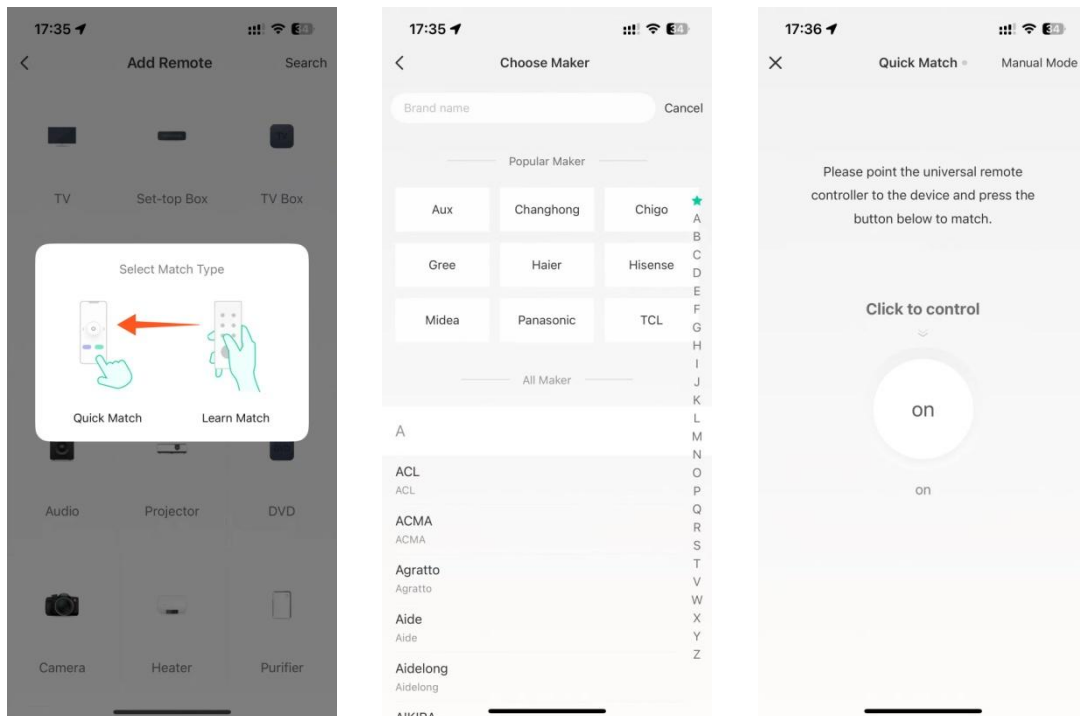 17:35
34
Add Remote
Search
TV
Set-top Box
TV Box
Select Match Type
Quick Match
Learn Match
Audio
Projector
DVD
Camera
Heater
Purifier
17:35
34
Choose Maker
Brand name
Cancel
Popular Maker
Aux
Changhong
Chigo
Gree
Haier
Hisense
Midea
Panasonic
TCL
All Maker
A
ACL
ACL
ACMA
ACMA
Agratto
Agratto
Aide
Aide
Aidelong
Aidelong
A
B
C
D
E
F
G
H
I
J
K
L
M
N
O
P
Q
R
S
T
V
W
X
Y
Z
17:36
34
Quick Match
Manual Mode
Please point the universal remote
controller to the device and press the
button below to match.
Click to control
on
on